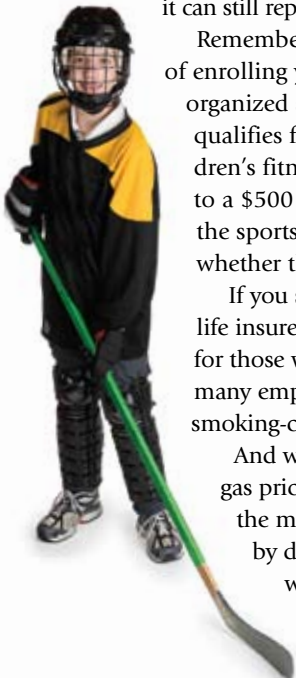 it can still rep
Remembe
of enrolling y
organized
qualifies f
dren's fitn
to a $500
the sports
whether t
If you s
life insure
for those v
many emp
smoking-c
And w
gas pric
the m
by d
w